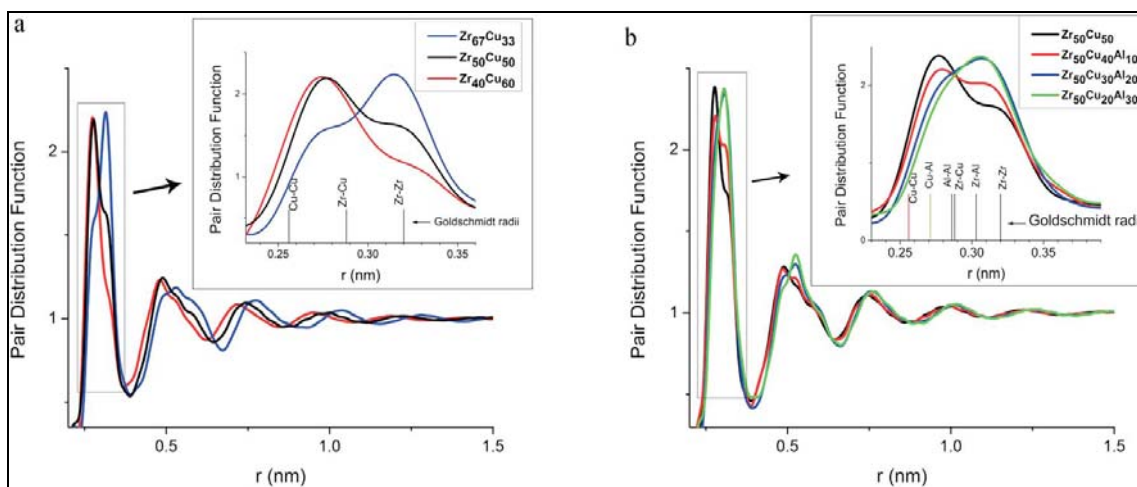 a
Pair Distribution Function
2
1
0.5
1.0
1.5
r (nm)
Zr67Cu33
Zr50Cu50
Zr40Cu60
Pair Distribution Function
2
1
Cu-Cu
Zr-Cu
Zr-Zr
Goldschmidt radii
0.25
0.30
0.35
r (nm)
b
Pair Distribution Function
2
1
0.5
1.0
1.5
r (nm)
Zr50Cu50
Zr50Cu40Al10
Zr50Cu30Al20
Zr50Cu20Al30
Pair Distribution Function
2
0
Cu-Cu
Cu-Al
Al-Al
Zr-Cu
Zr-Al
Zr-Zr
Goldschmidt radii
0.25
0.30
0.35
r (nm)